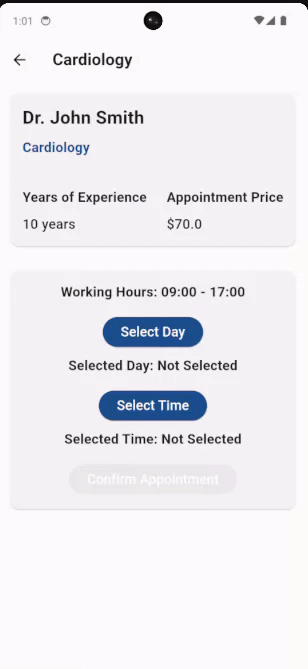 1:01
Cardiology
Dr. John Smith
Cardiology
Years of Experience Appointment Price
10 years $70.0
Working Hours: 09:00 - 17:00
Select Day
Selected Day: Not Selected
Select Time
Selected Time: Not Selected
Confirm Appointment